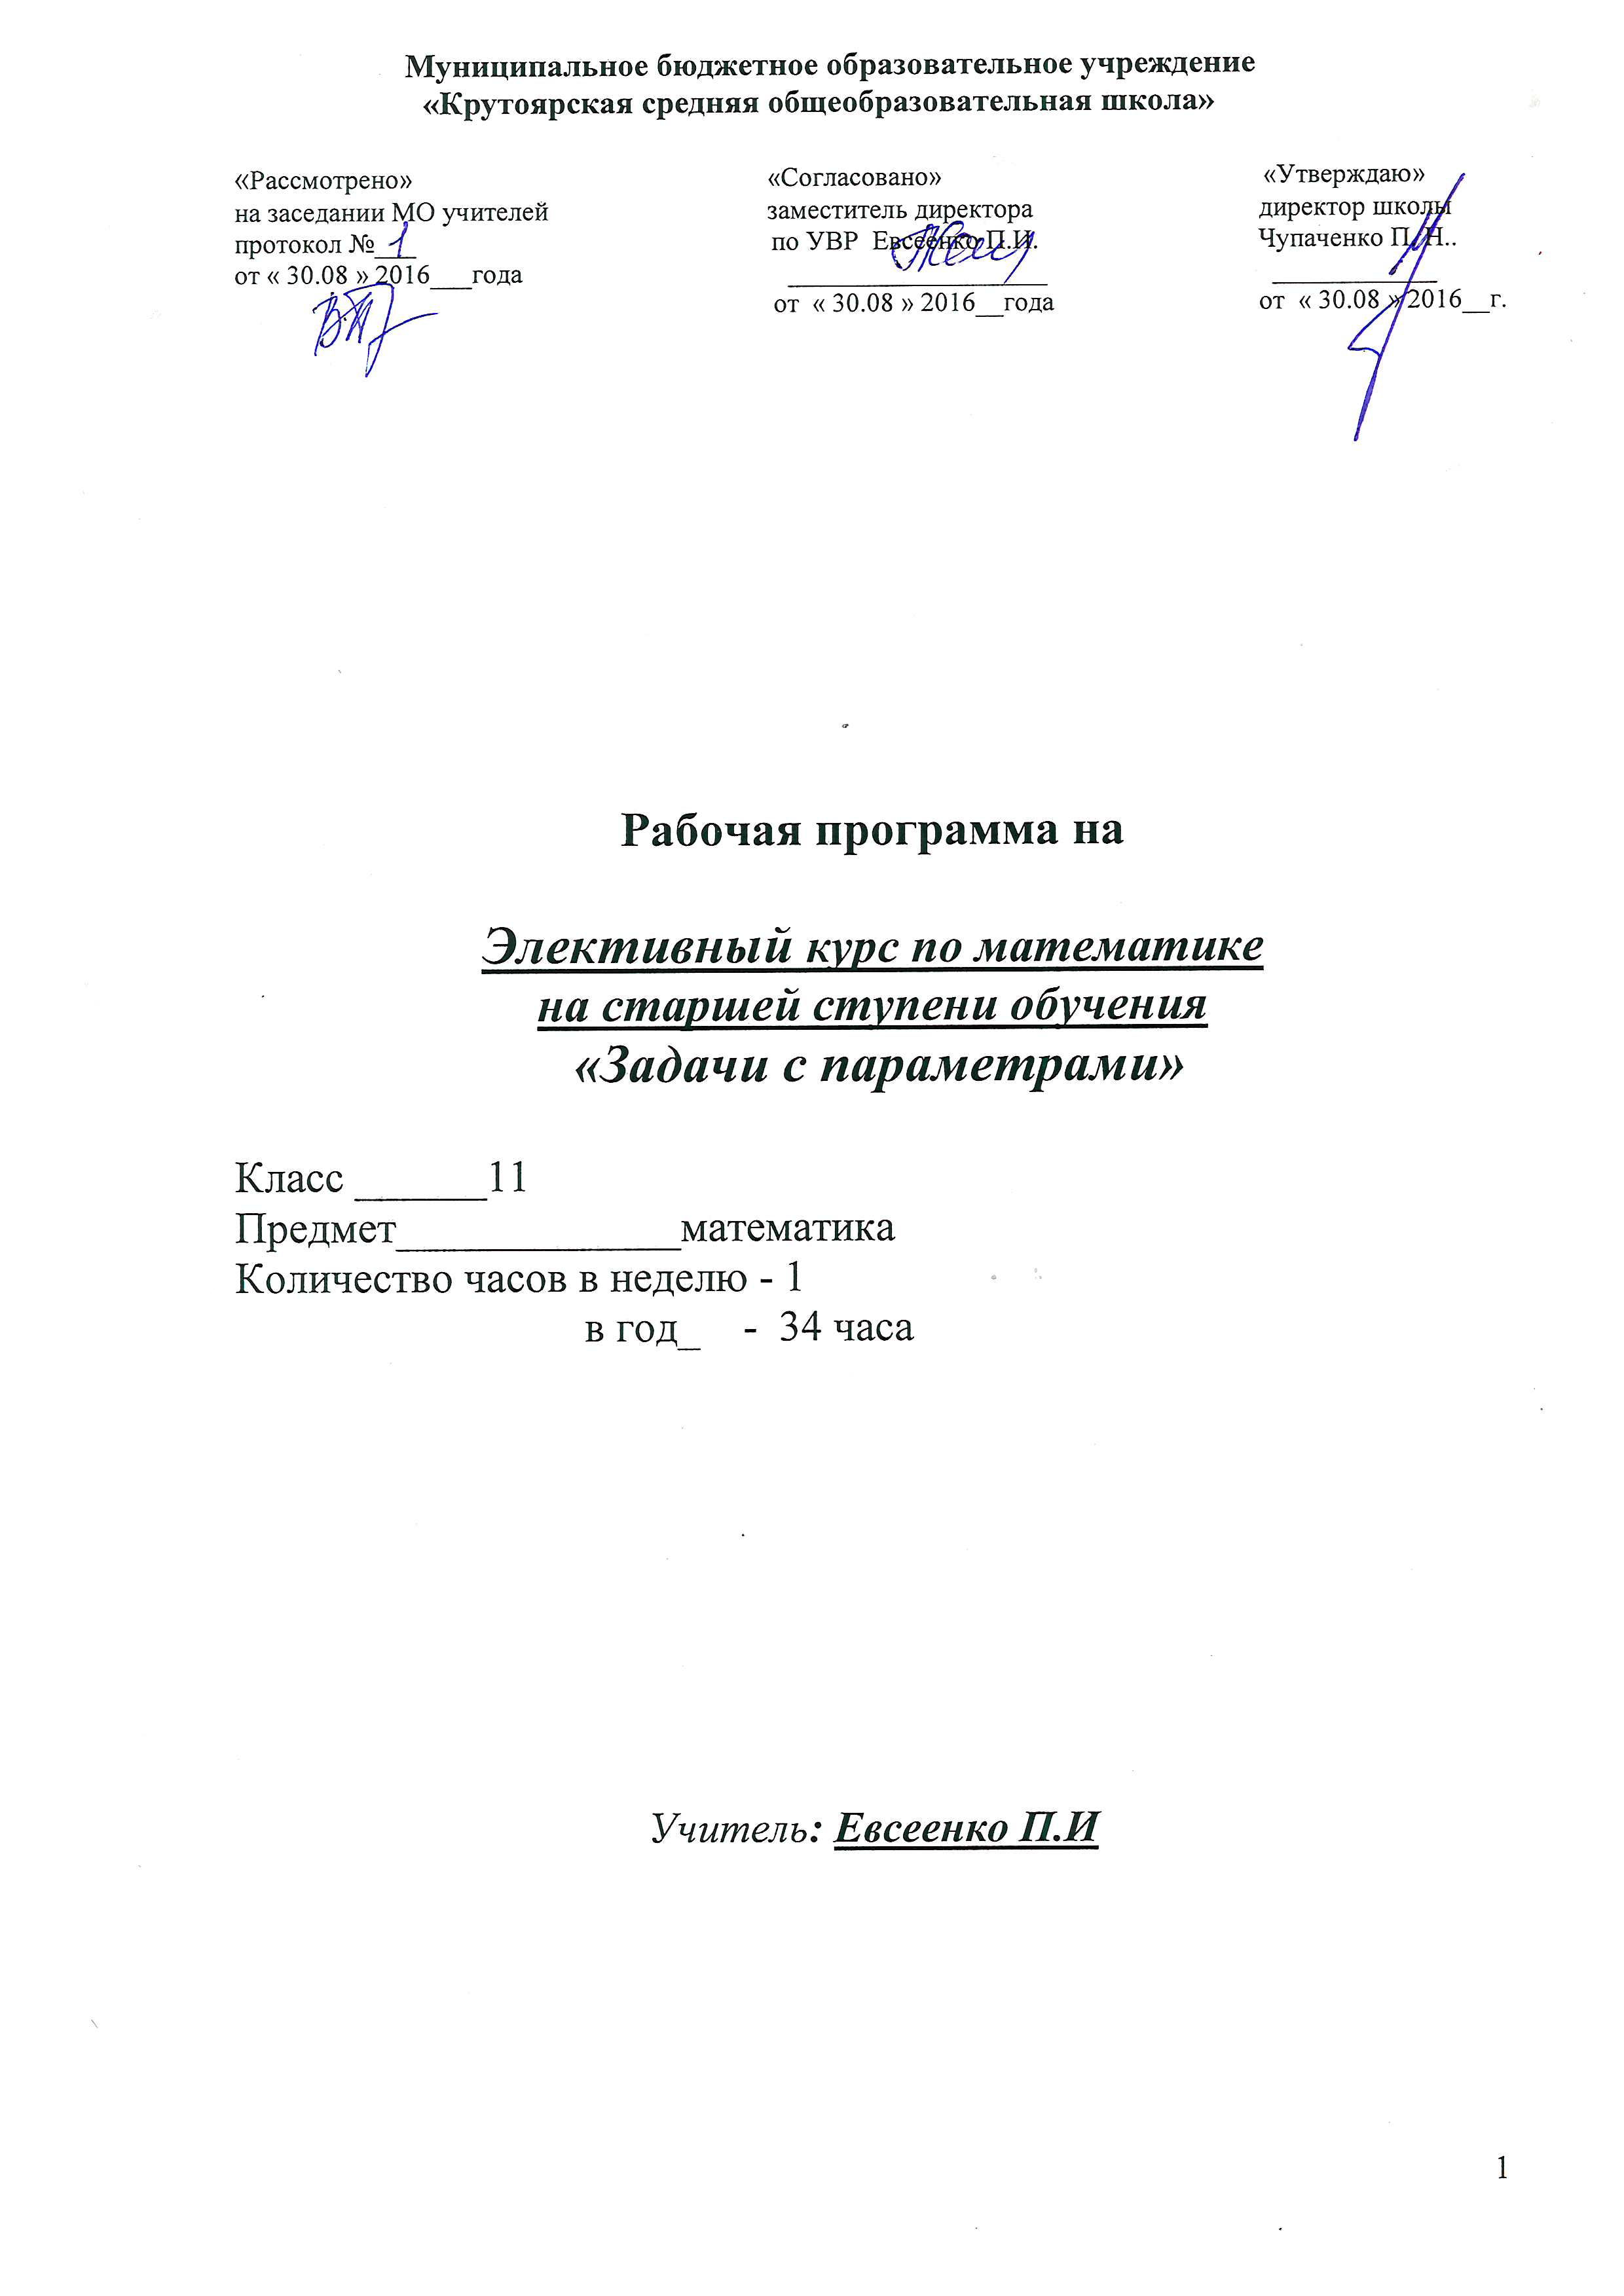 Муниципальное бюджетное образовательное учреждение
«Крутоярская средняя общеобразовательная школа»
«Рассмотрено»
на заседании МО учителей
протокол №_1_
от « 30.08 » 2016___года
«Согласовано»
заместитель директора
по УВР Евсеенко П.И.
___________________
от « 30.08 » 2016__года
«Утверждаю»
директор школы
Чупаченко П. Н..
____________
от « 30.08 » 2016__г.
Рабочая программа на
Элективный курс по математике
на старшей ступени обучения
«Задачи с параметрами»
Класс ______11
Предмет_____________математика
Количество часов в неделю - 1
в год_ - 34 часа
Учитель: Евсеенко П.И
1